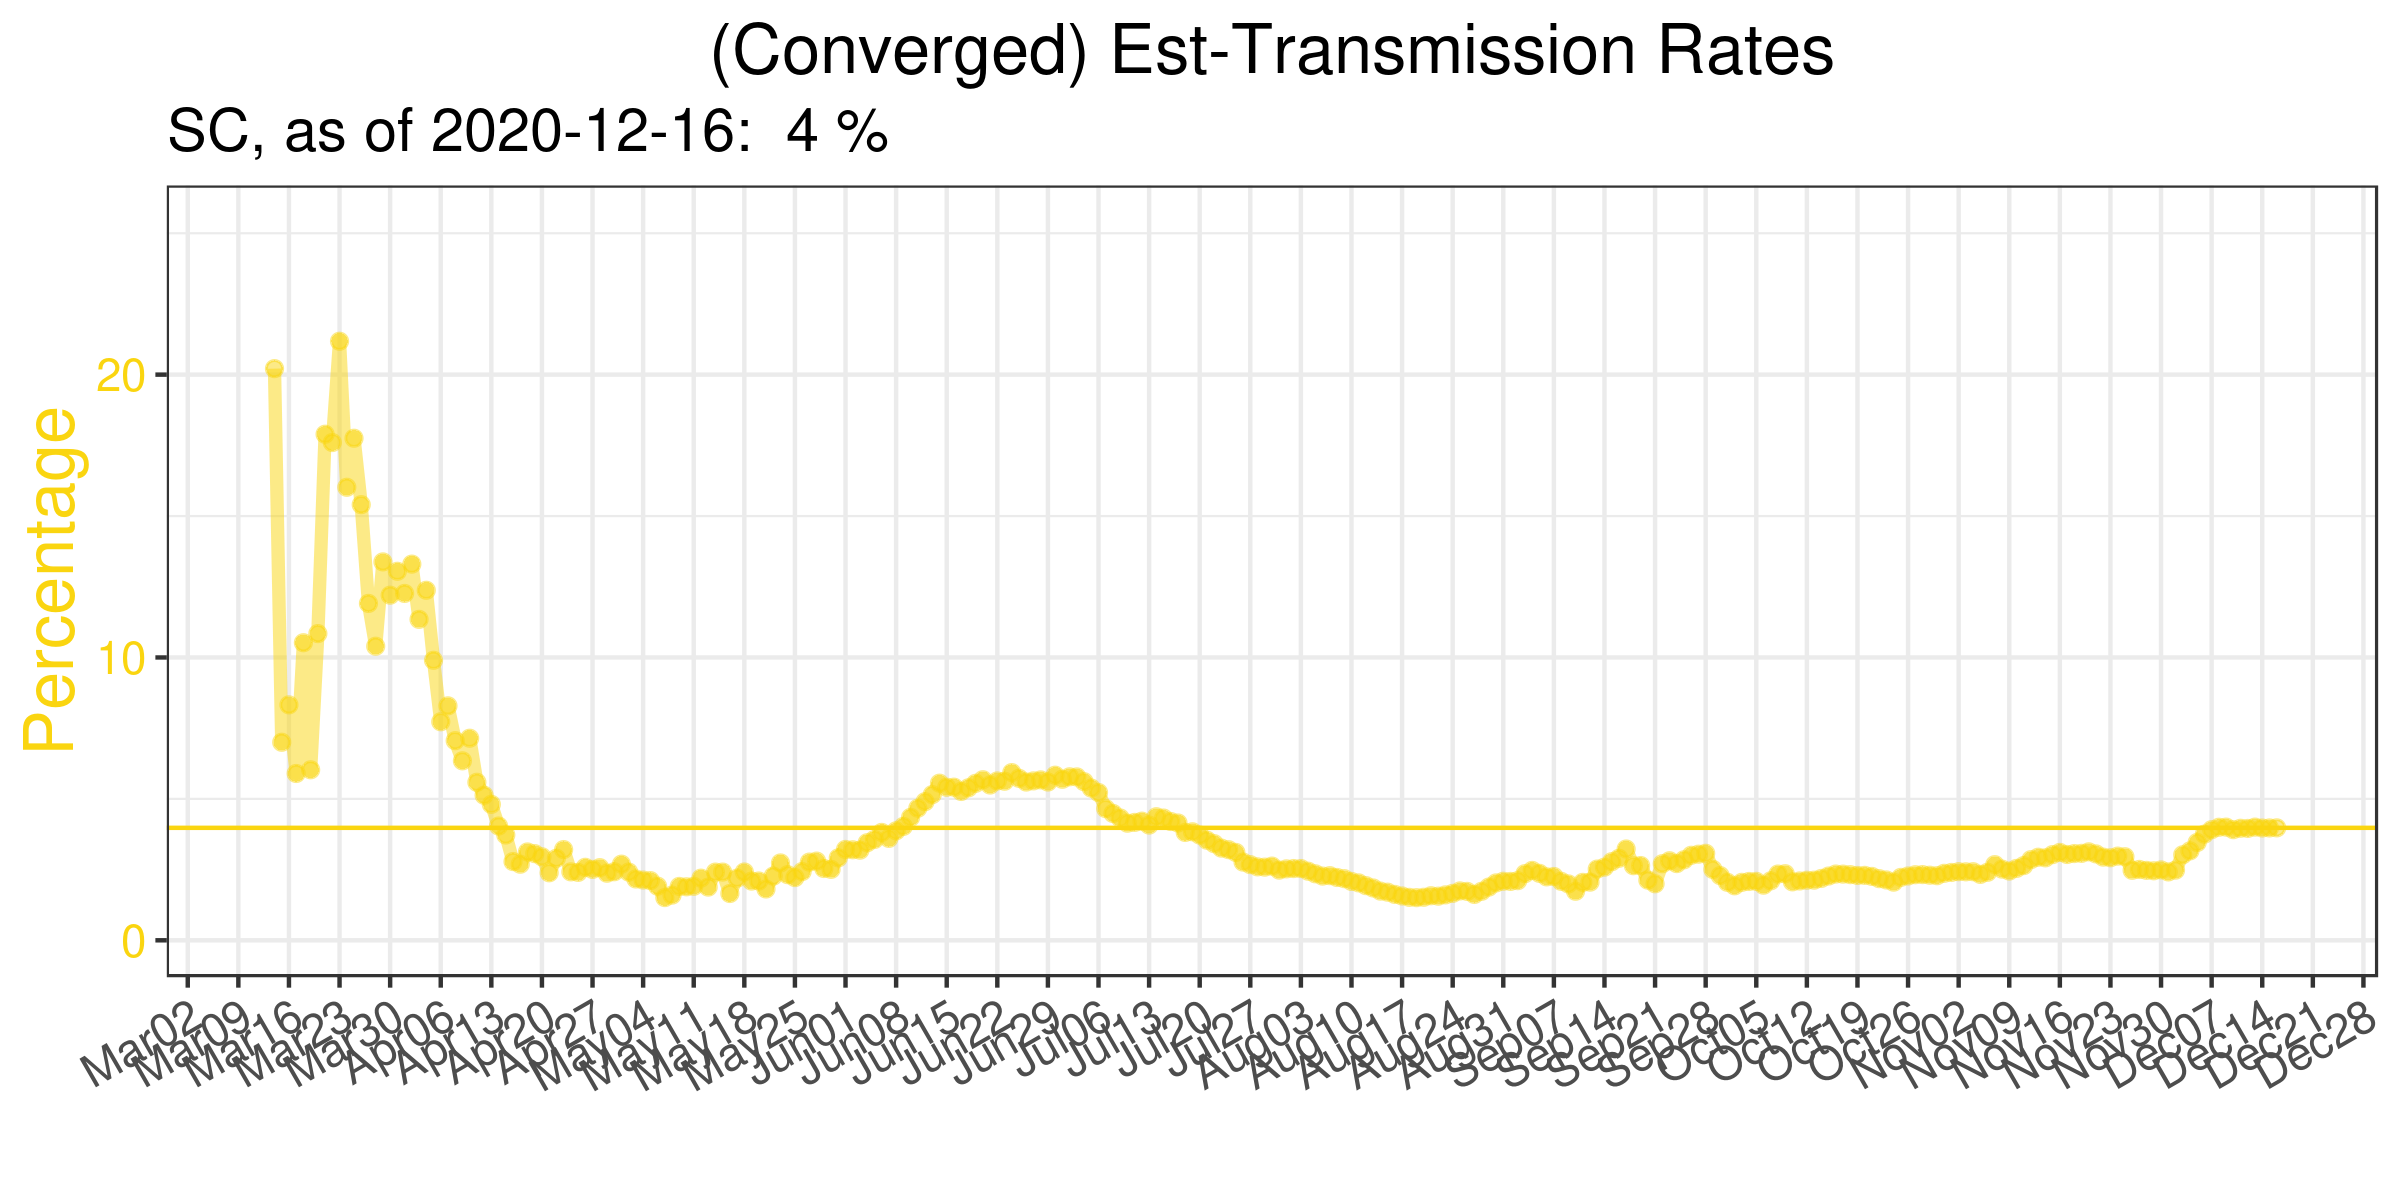 (Converged) Est-Transmission Rates
SC, as of 2020-12-16:  4 %
Percentage
20
10
0
Mar02
Mar09
Mar16
Mar23
Mar30
Apr06
Apr13
Apr20
Apr27
May04
May11
May18
May25
Jun01
Jun08
Jun15
Jun22
Jun29
Jul06
Jul13
Jul20
Jul27
Aug03
Aug10
Aug17
Aug24
Aug31
Sep07
Sep14
Sep21
Sep28
Oct05
Oct12
Oct19
Oct26
Nov02
Nov09
Nov16
Nov23
Nov30
Dec07
Dec14
Dec21
Dec28